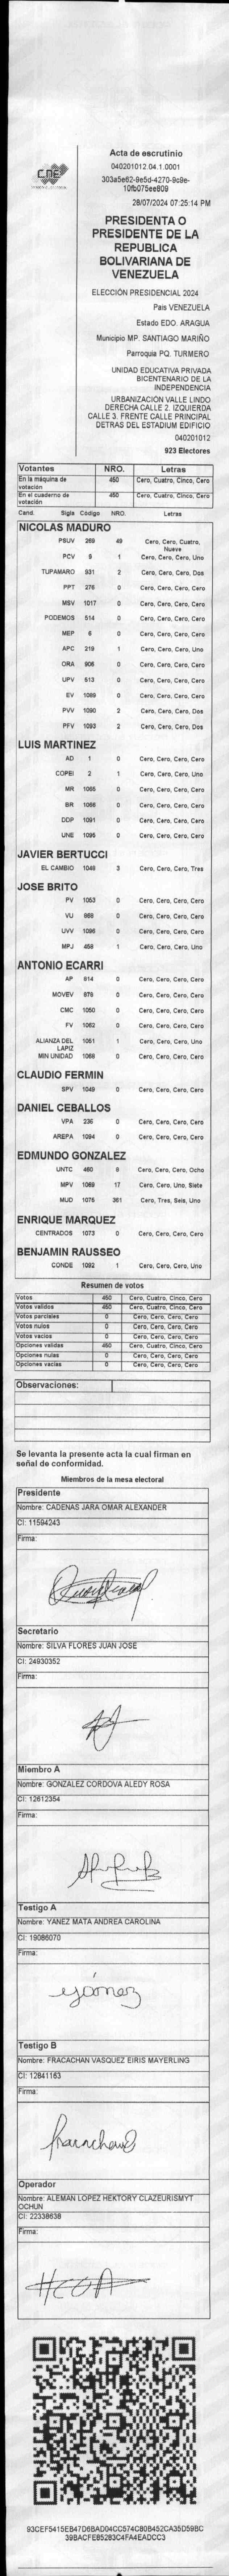 CNE
Acta de escrutinio
040201012.04.1.0001
303a5e62-9e5d-4270-9c9e-
10fb075ee809
28/07/2024 07:25:14 PM
PRESIDENTA O
PRESIDENTE DE LA
REPUBLICA
BOLIVARIANA DE
VENEZUELA
ELECCIÓN PRESIDENCIAL 2024
Pais VENEZUELA
Estado EDO. ARAGUA
Municipio MP. SANTIAGO MARIÑO
Parroquia PQ. TURMERO
UNIDAD EDUCATIVA PRIVADA
BICENTENARIO DE LA
INDEPENDENCIA
URBANIZACIÓN VALLE LINDO
DERECHA CALLE 2. IZQUIERDA
CALLE 3. FRENTE CALLE PRINCIPAL
DETRAS DEL ESTADIUM EDIFICIO
040201012
923 Electores
Votantes NRO. Letras
En la máquina de votación 450 Cero, Cuatro, Cinco, Cero
En el cuaderno de votación 450 Cero, Cuatro, Cinco, Cero
Cand. Sigla Código NRO. Letras
NICOLAS MADURO
PSUV 269 49 Cero, Cero, Cuatro, Nueve
PCV 5 1 Cero, Cero, Cero, Uno
TUPAMARO 931 2 Cero, Cero, Cero, Dos
PPT 276 0 Cero, Cero, Cero, Cero
MSV 1017 0 Cero, Cero, Cero, Cero
PODEMOS 514 0 Cero, Cero, Cero, Cero
MEP 6 0 Cero, Cero, Cero, Cero
APC 219 1 Cero, Cero, Cero, Uno
ORA 906 0 Cero, Cero, Cero, Cero
UPV 513 0 Cero, Cero, Cero, Cero
EV 1089 0 Cero, Cero, Cero, Cero
PVV 1090 2 Cero, Cero, Cero, Dos
PFV 1093 2 Cero, Cero, Cero, Dos
LUIS MARTINEZ
AD 1 0 Cero, Cero, Cero, Cero
COPEI 2 1 Cero, Cero, Cero, Uno
MR 1065 0 Cero, Cero, Cero, Cero
BR 1068 0 Cero, Cero, Cero, Cero
DDP 1091 0 Cero, Cero, Cero, Cero
UNE 1095 0 Cero, Cero, Cero, Cero
JAVIER BERTUCCI
EL CAMBIO 1048 3 Cero, Cero, Cero, Tres
JOSE BRITO
PV 1053 0 Cero, Cero, Cero, Cero
VU 868 0 Cero, Cero, Cero, Cero
UVV 1096 0 Cero, Cero, Cero, Cero
MPJ 458 1 Cero, Cero, Cero, Uno
ANTONIO ECARRI
AP 814 0 Cero, Cero, Cero, Cero
MOVEV 878 0 Cero, Cero, Cero, Cero
CMC 1050 0 Cero, Cero, Cero, Cero
FV 1062 0 Cero, Cero, Cero, Cero
ALIANZA DEL LAPIZ 1051 1 Cero, Cero, Cero, Uno
MIN UNIDAD 1068 0 Cero, Cero, Cero, Cero
CLAUDIO FERMIN
SPV 1049 0 Cero, Cero, Cero, Cero
DANIEL CEBALLOS
VPA 236 0 Cero, Cero, Cero, Cero
AREPA 1094 0 Cero, Cero, Cero, Cero
EDMUNDO GONZALEZ
UNTC 460 8 Cero, Cero, Cero, Ocho
MPV 1069 17 Cero, Cero, Uno, Siete
MUD 1076 361 Cero, Tres, Seis, Uno
ENRIQUE MARQUEZ
CENTRADOS 1073 0 Cero, Cero, Cero, Cero
BENJAMIN RAUSSEO
CONDE 1092 1 Cero, Cero, Cero, Uno
Resumen de votos
Votos 450 Cero, Cuatro, Cinco, Cero
Votos validos 450 Cero, Cuatro, Cinco, Cero
Votos parciales 0 Cero, Cero, Cero, Cero
Votos nulos 0 Cero, Cero, Cero, Cero
Votos vacios 0 Cero, Cero, Cero, Cero
Opciones validas 450 Cero, Cuatro, Cinco, Cero
Opciones nulas 0 Cero, Cero, Cero, Cero
Opciones vacias 0 Cero, Cero, Cero, Cero
Observaciones:
Se levanta la presente acta la cual firman en
señal de conformidad.
Miembros de la mesa electoral
Presidente
Nombre: CADENAS JARA OMAR ALEXANDER
CI: 11594243
Firma:
Secretario
Nombre: SILVA FLORES JUAN JOSE
CI: 24930352
Firma:
Miembro A
Nombre: GONZALEZ CORDOVA ALEDY ROSA
CI: 12612354
Firma:
Testigo A
Nombre: YANEZ MATA ANDREA CAROLINA
CI: 19086070
Firma:
Testigo B
Nombre: FRACACHAN VASQUEZ EIRIS MAYERLING
CI: 12841163
Firma:
Operador
Nombre: ALEMAN LOPEZ HEKTORY CLAZEURISMYT
OCHUN
CI: 22338638
Firma:
93CEF5415EB47D6BAD04CC574C80B452CA35D59BC
39BACFE85283C4FA4EADCC3